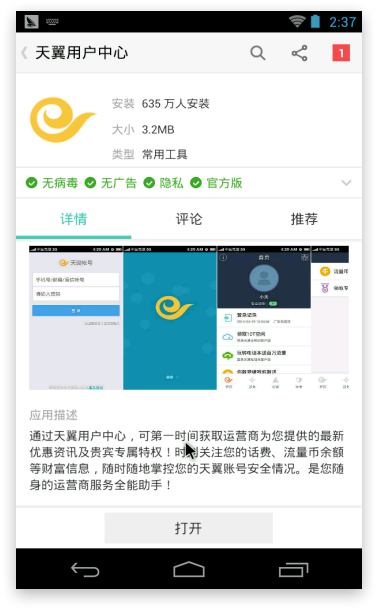 2:37
天翼用户中心
1
安装 635 万人安装
大小 3.2MB
类型 常用工具
无病毒 无广告 隐私 官方版
详情 评论 推荐
天翼帐号
首页
应用描述
通过天翼用户中心，可第一时间获取运营商为您提供的最新
优惠资讯及贵宾专属特权！时刻关注您的话费、流量币余额
等财富信息，随时随地掌控您的天翼账号安全情况。是您随
身的运营商服务全能助手！
打开